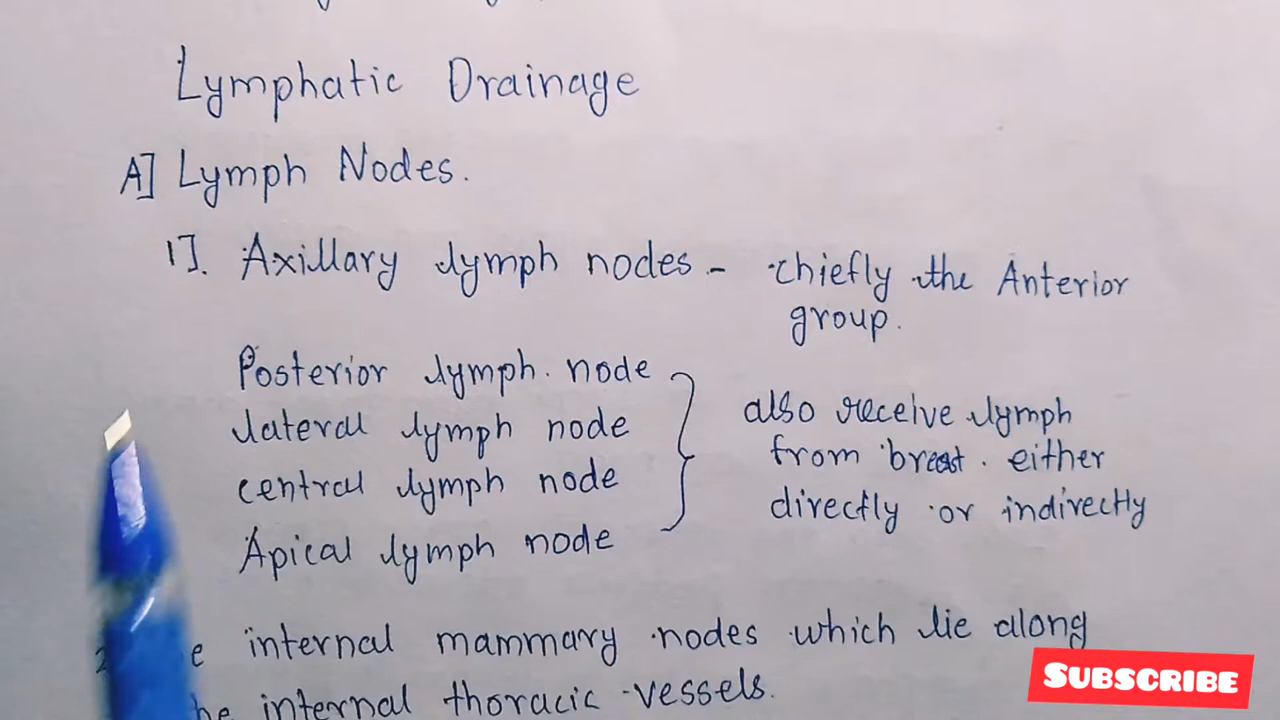 Lymphatic Drainage
A] Lymph Nodes.
1]. Axillary lymph nodes - chiefly the Anterior
group.
Posterior lymph. node
lateral lymph node
central lymph node
Apical lymph node
also receive lymph
from breast. either
directly or indirectly
internal mammary nodes which lie along
internal thoracic vessels.
SUBSCRIBE